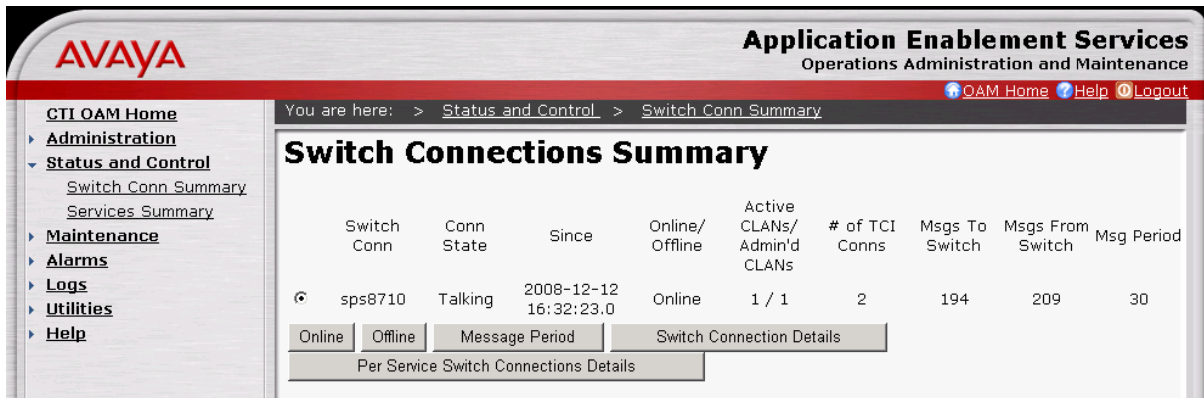 AVAYA
Application Enablement Services
Operations Administration and Maintenance
OAM Home Help Logout
CTI OAM Home
Administration
Status and Control
Switch Conn Summary
Services Summary
Maintenance
Alarms
Logs
Utilities
Help
You are here: > Status and Control > Switch Conn Summary
Switch Connections Summary
Switch Conn
Conn State
Since
Online/ Offline
Active CLANs/ Admin'd CLANs
# of TCI Conns
Msgs To Switch
Msgs From Switch
Msg Period
sps8710 Talking 2008-12-12 16:32:23.0 Online 1 / 1 2 194 209 30
Online Offline Message Period Switch Connection Details
Per Service Switch Connections Details